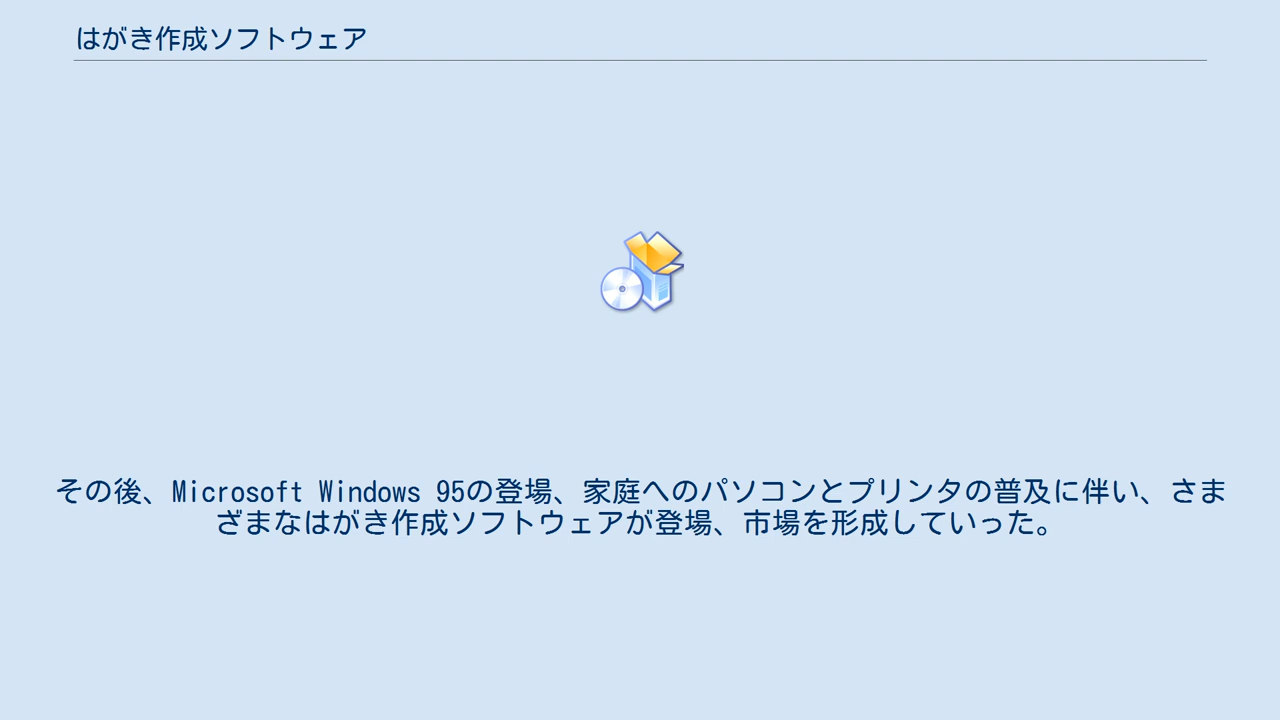 はがき作成ソフトウェア
その後、Microsoft Windows 95の登場、家庭へのパソコンとプリンタの普及に伴い、さま
ざまなはがき作成ソフトウェアが登場、市場を形成していった。